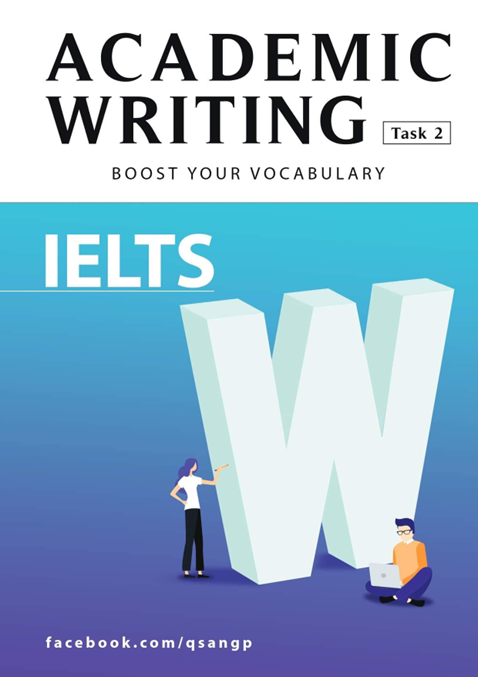 ACADEMIC
WRITING Task 2
BOOST YOUR VOCABULARY
IELTS
W
facebook.com/qsangp